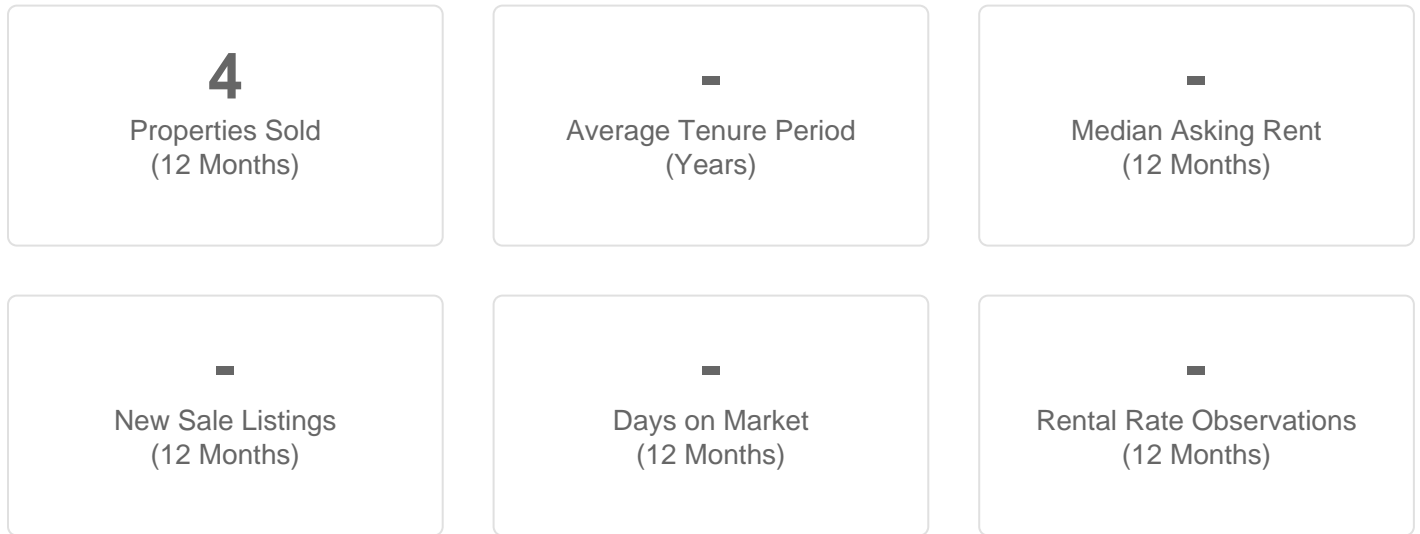 4
Properties Sold
(12 Months)
-
Average Tenure Period
(Years)
-
Median Asking Rent
(12 Months)
-
New Sale Listings
(12 Months)
-
Days on Market
(12 Months)
-
Rental Rate Observations
(12 Months)